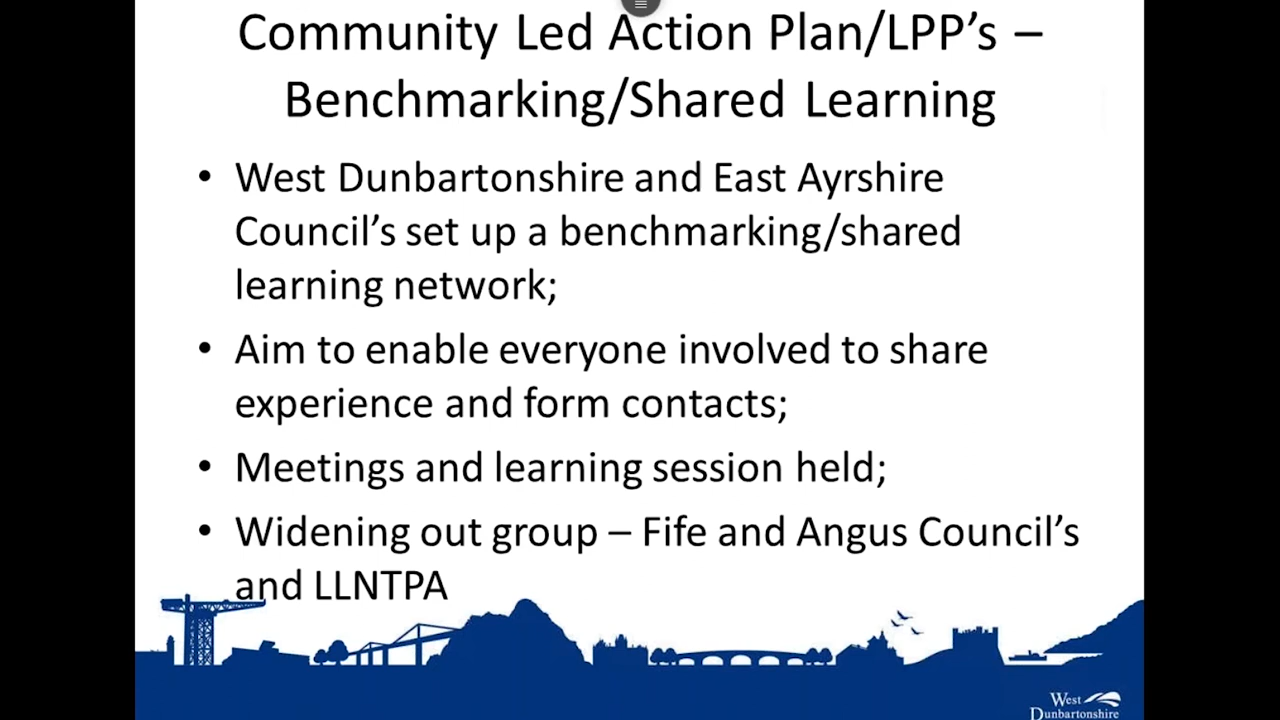 Community Led Action Plan/LPP’s –
Benchmarking/Shared Learning
• West Dunbartonshire and East Ayrshire
Council’s set up a benchmarking/shared
learning network;
• Aim to enable everyone involved to share
experience and form contacts;
• Meetings and learning session held;
• Widening out group – Fife and Angus Council’s
and LLNTPA
West
Dunbartonshire